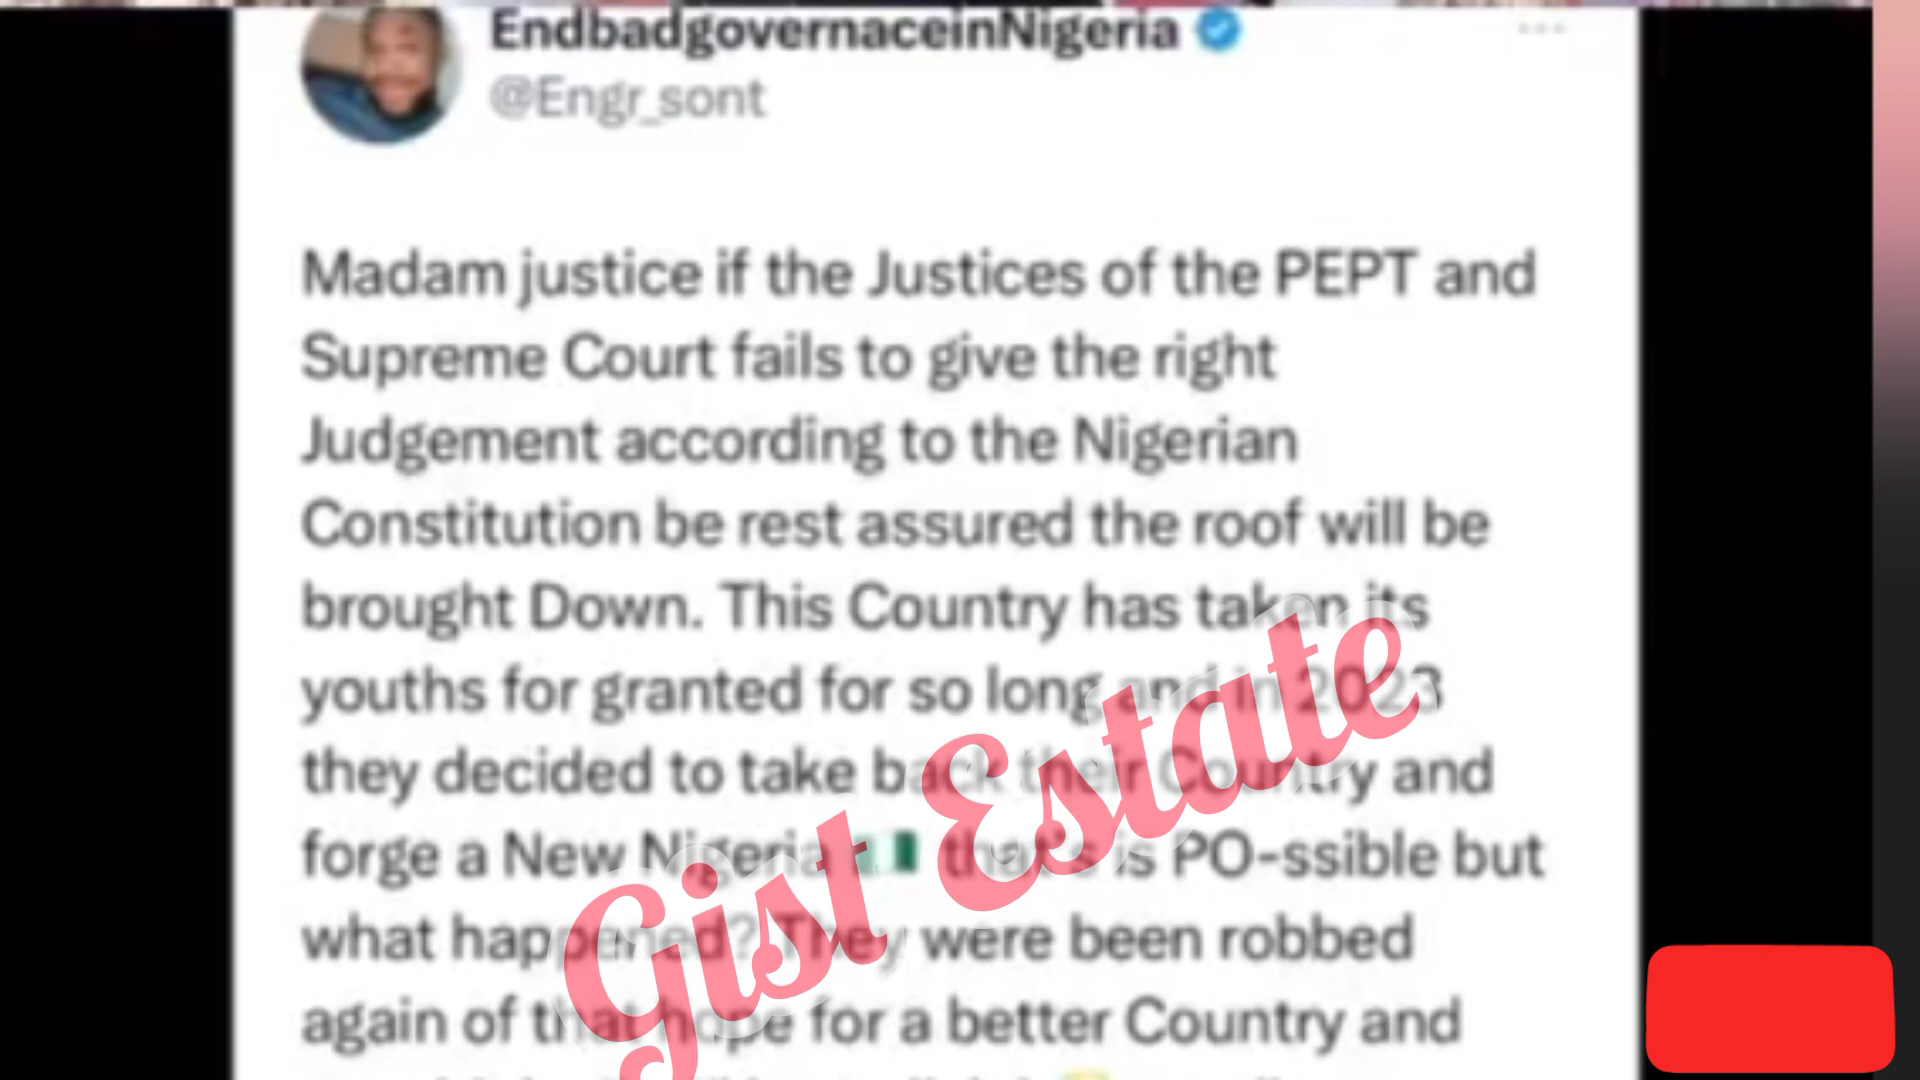 EndbadgovernaceinNigeria
@Engr_sont
Madam justice if the Justices of the PEPT and
Supreme Court fails to give the right
Judgement according to the Nigerian
Constitution be rest assured the roof will be
brought Down. This Country has taken its
youths for granted for so long and in 2023
they decided to take back their Country and
forge a New Nigeria 🇳🇬 that's is PO-ssible but
what happened? They were been robbed
again of that hope for a better Country and
Gist Estate